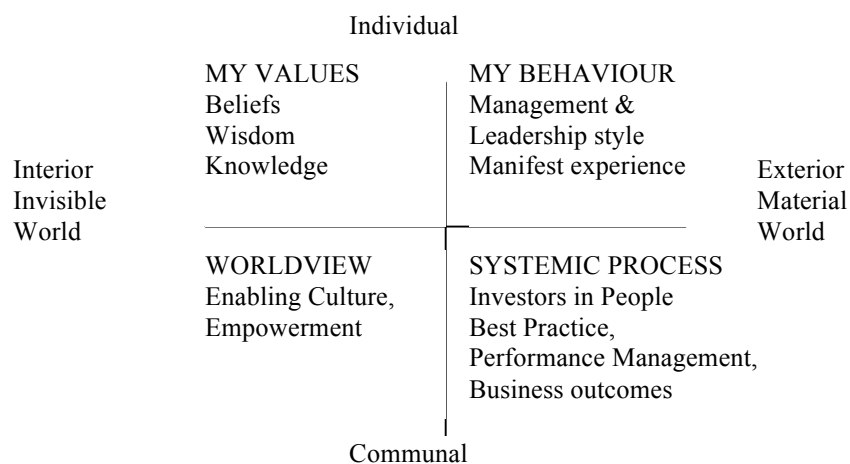 Individual
MY VALUES
Beliefs
Wisdom
Knowledge
MY BEHAVIOUR
Management &
Leadership style
Manifest experience
Interior
Invisible
World
Exterior
Material
World
WORLDVIEW
Enabling Culture,
Empowerment
SYSTEMIC PROCESS
Investors in People
Best Practice,
Performance Management,
Business outcomes
Communal